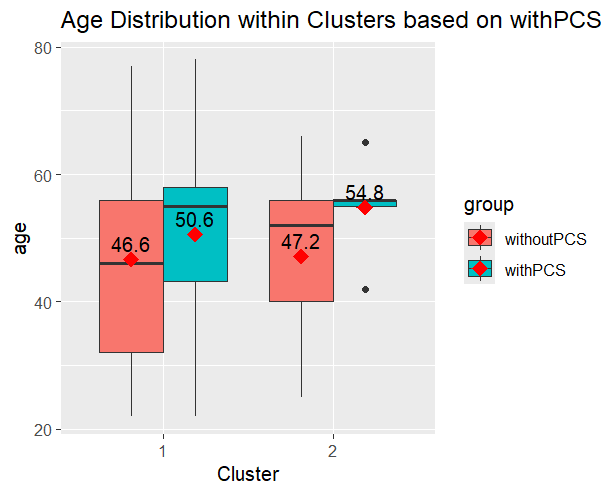 Age Distribution within Clusters based on withPCS
80
60
40
20
age
46.6
50.6
47.2
54.8
1
2
Cluster
group
withoutPCS
withPCS